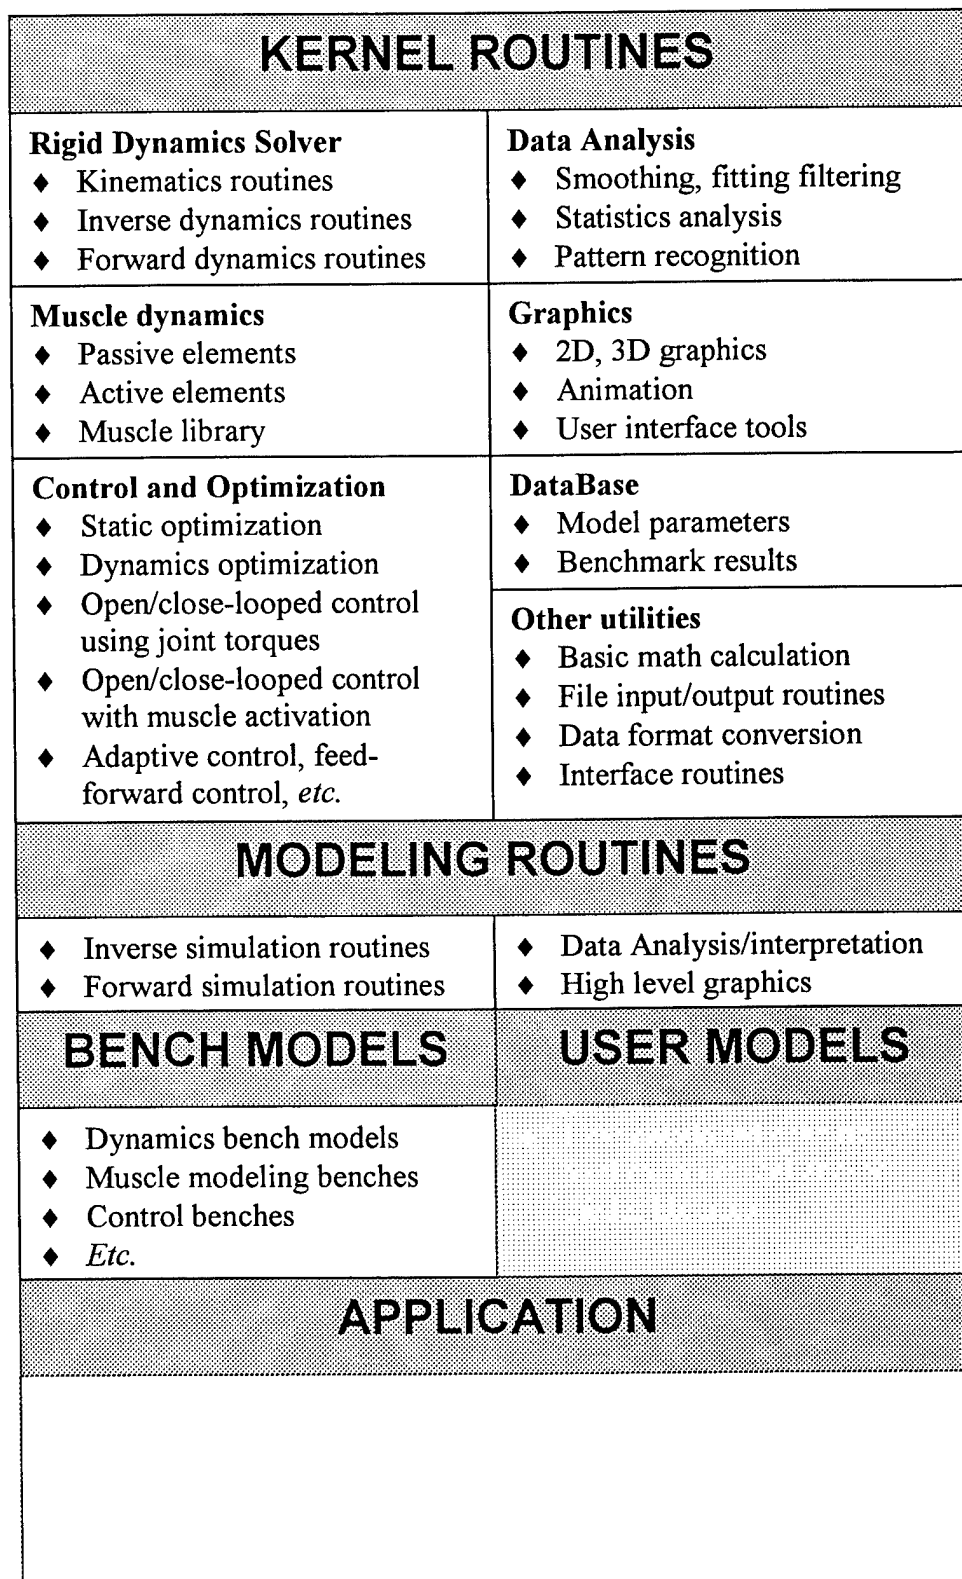 KERNEL ROUTINES
Rigid Dynamics Solver
♦ Kinematics routines
♦ Inverse dynamics routines
♦ Forward dynamics routines
Data Analysis
♦ Smoothing, fitting filtering
♦ Statistics analysis
♦ Pattern recognition
Muscle dynamics
♦ Passive elements
♦ Active elements
♦ Muscle library
Graphics
♦ 2D, 3D graphics
♦ Animation
♦ User interface tools
Control and Optimization
♦ Static optimization
♦ Dynamics optimization
♦ Open/close-looped control
using joint torques
♦ Open/close-looped control
with muscle activation
♦ Adaptive control, feed-
forward control, etc.
DataBase
♦ Model parameters
♦ Benchmark results
Other utilities
♦ Basic math calculation
♦ File input/output routines
♦ Data format conversion
♦ Interface routines
MODELING ROUTINES
♦ Inverse simulation routines
♦ Forward simulation routines
♦ Data Analysis/interpretation
♦ High level graphics
BENCH MODELS
USER MODELS
♦ Dynamics bench models
♦ Muscle modeling benches
♦ Control benches
♦ Etc.
APPLICATION